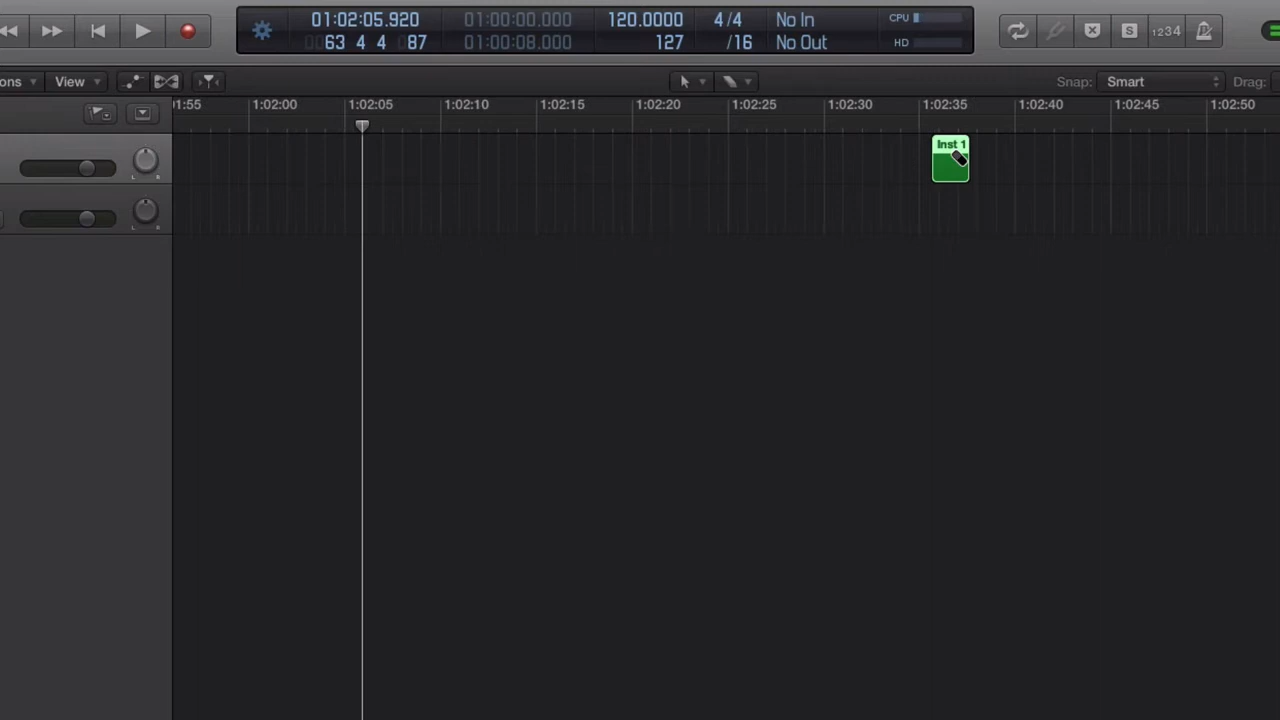 01:02:05.920 01:00:00.000 120.0000 4/4 No In CPU
0063 4 4 087 01:00:08.000 127 /16 No Out HD
1234
ons View Snap: Smart Drag:
1:55 1:02:00 1:02:05 1:02:10 1:02:15 1:02:20 1:02:25 1:02:30 1:02:35 1:02:40 1:02:45 1:02:50
Inst 1
L R
L R
S